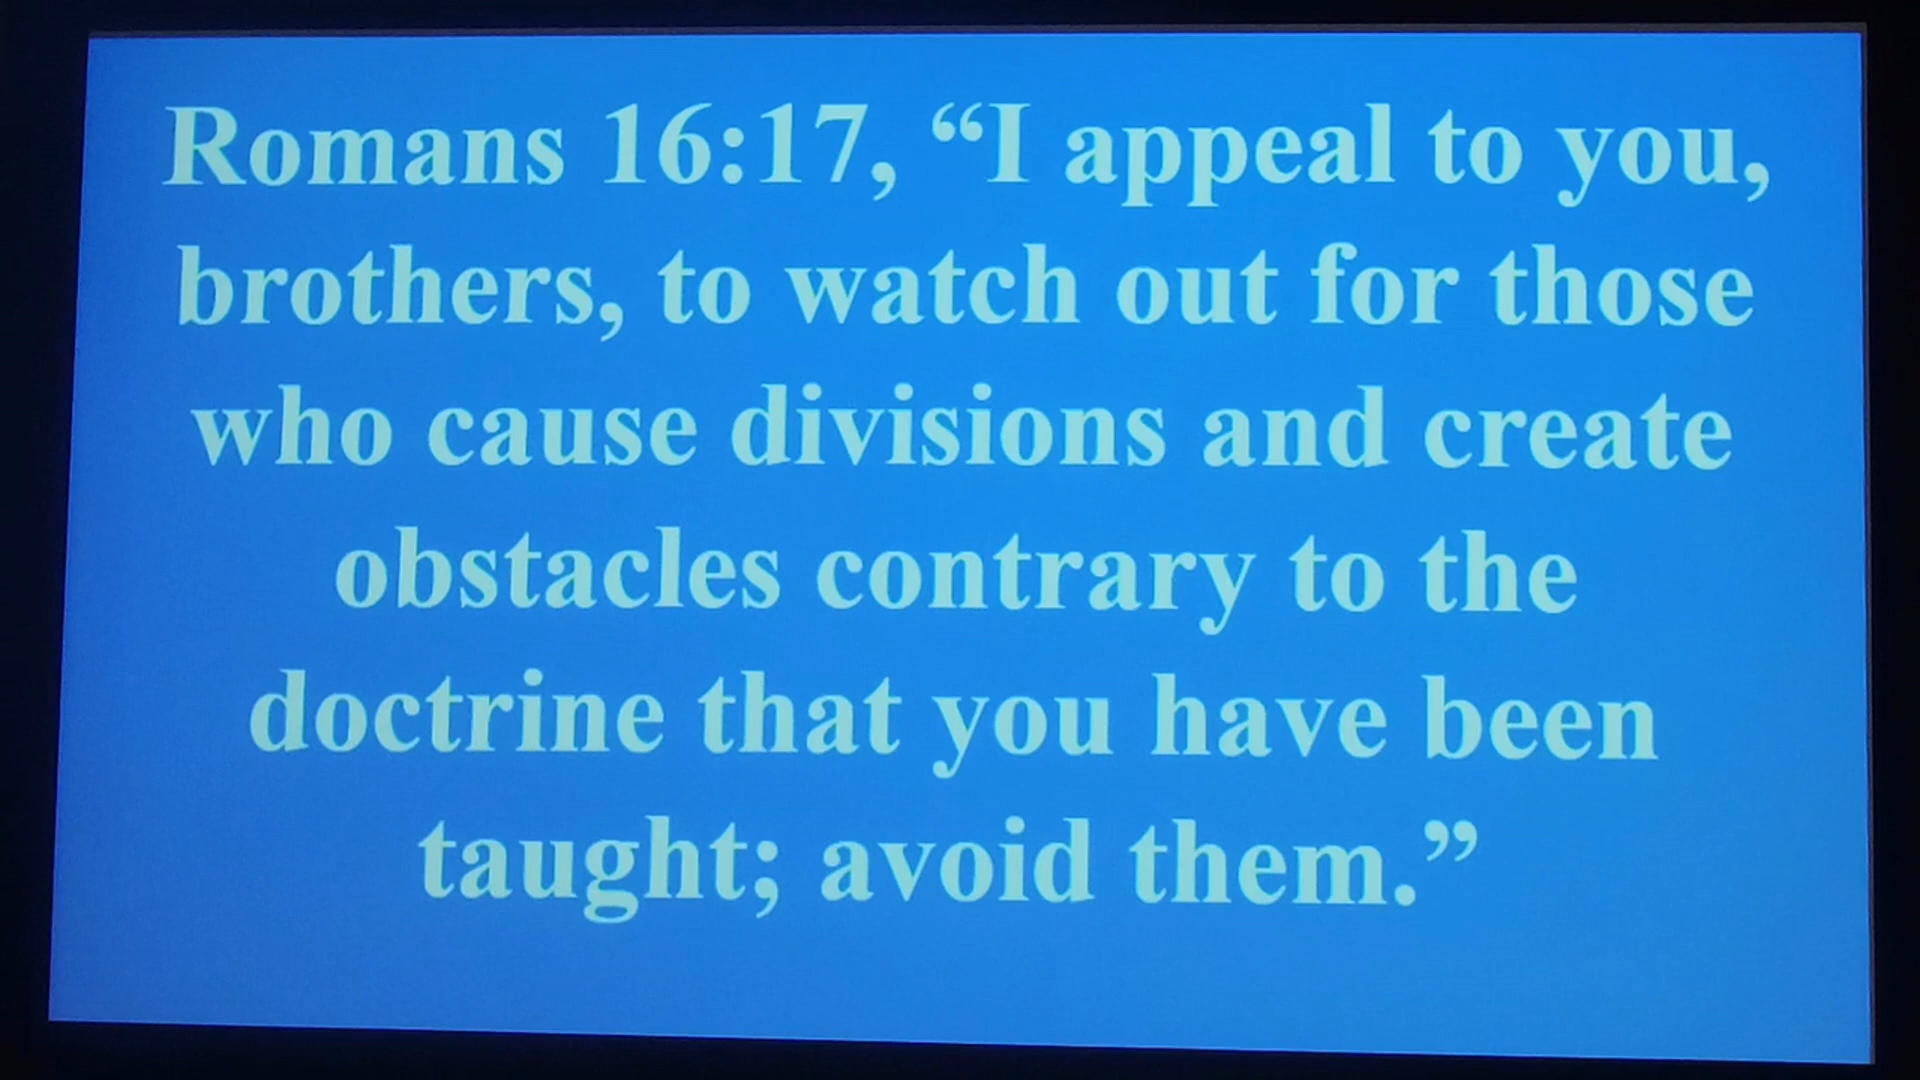 Romans 16:17, “I appeal to you,
brothers, to watch out for those
who cause divisions and create
obstacles contrary to the
doctrine that you have been
taught; avoid them.”